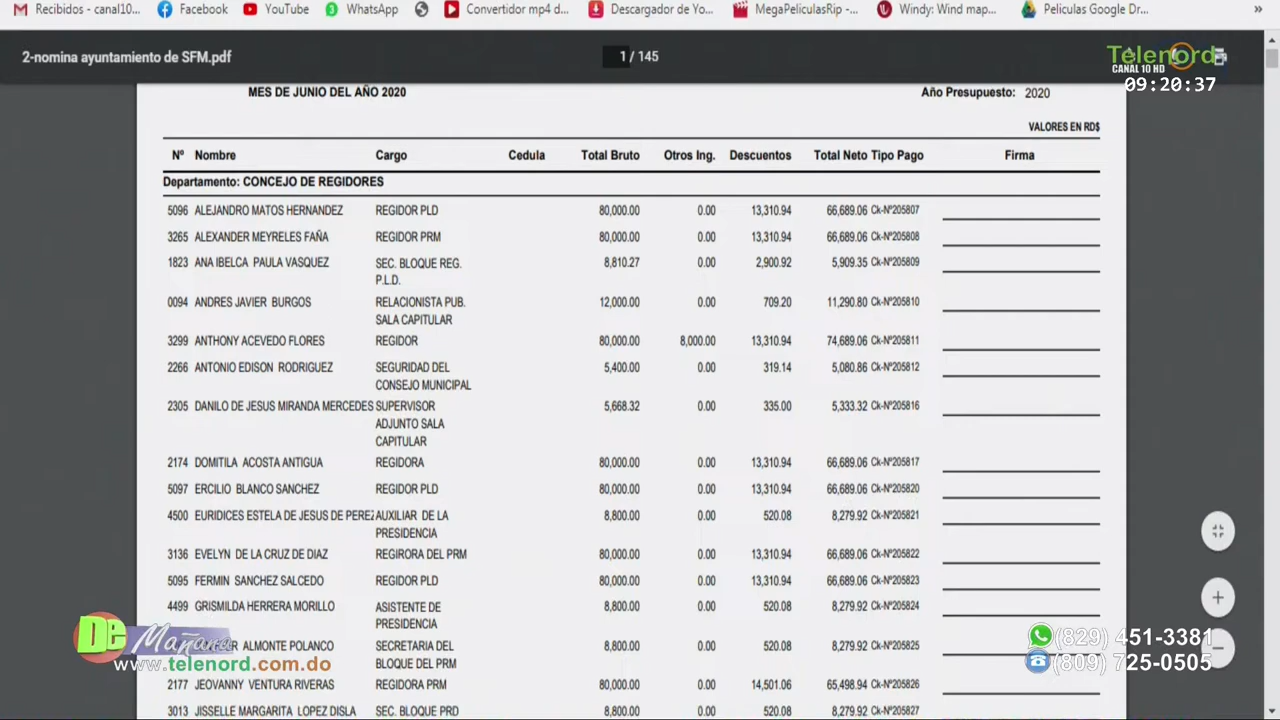 Recibidos - canal10... Facebook YouTube WhatsApp Convertidor mp4 d... Descargador de Yo... MegaPeliculasRip -... Windy: Wind map... Peliculas Google Dr... »
2-nomina ayuntamiento de SFM.pdf 1 / 145
Telenord
CANAL 10 HD
09:20:37
MES DE JUNIO DEL AÑO 2020 Año Presupuesto: 2020
VALORES EN RD$
Nº Nombre Cargo Cedula Total Bruto Otros Ing. Descuentos Total Neto Tipo Pago Firma
Departamento: CONCEJO DE REGIDORES
5096 ALEJANDRO MATOS HERNANDEZ REGIDOR PLD 80,000.00 0.00 13,310.94 66,689.06 Ck-Nº205807
3265 ALEXANDER MEYRELES FAÑA REGIDOR PRM 80,000.00 0.00 13,310.94 66,689.06 Ck-Nº205808
1823 ANA IBELCA PAULA VASQUEZ SEC. BLOQUE REG. 8,810.27 0.00 2,900.92 5,909.35 Ck-Nº205809
P.L.D.
0094 ANDRES JAVIER BURGOS RELACIONISTA PUB. 12,000.00 0.00 709.20 11,290.80 Ck-Nº205810
SALA CAPITULAR
3299 ANTHONY ACEVEDO FLORES REGIDOR 80,000.00 8,000.00 13,310.94 74,689.06 Ck-Nº205811
2266 ANTONIO EDISON RODRIGUEZ SEGURIDAD DEL 5,400.00 0.00 319.14 5,080.86 Ck-Nº205812
CONSEJO MUNICIPAL
2305 DANILO DE JESUS MIRANDA MERCEDES SUPERVISOR 5,668.32 0.00 335.00 5,333.32 Ck-Nº205816
ADJUNTO SALA
CAPITULAR
2174 DOMITILA ACOSTA ANTIGUA REGIDORA 80,000.00 0.00 13,310.94 66,689.06 Ck-Nº205817
5097 ERCILIO BLANCO SANCHEZ REGIDOR PLD 80,000.00 0.00 13,310.94 66,689.06 Ck-Nº205820
4500 EURIDICES ESTELA DE JESUS DE PEREZ AUXILIAR DE LA 8,800.00 0.00 520.08 8,279.92 Ck-Nº205821
PRESIDENCIA
3136 EVELYN DE LA CRUZ DE DIAZ REGIRORA DEL PRM 80,000.00 0.00 13,310.94 66,689.06 Ck-Nº205822
5095 FERMIN SANCHEZ SALCEDO REGIDOR PLD 80,000.00 0.00 13,310.94 66,689.06 Ck-Nº205823
4499 GRISMILDA HERRERA MORILLO ASISTENTE DE 8,800.00 0.00 520.08 8,279.92 Ck-Nº205824
PRESIDENCIA
ALMONTE POLANCO SECRETARIA DEL 8,800.00 0.00 520.08 8,279.92 Ck-Nº205825
BLOQUE DEL PRM
2177 JEOVANNY VENTURA RIVERAS REGIDORA PRM 80,000.00 0.00 14,501.06 65,498.94 Ck-Nº205826
3013 JISSELLE MARGARITA LOPEZ DISLA SEC. BLOQUE PRD 8,800.00 0.00 520.08 8,279.92 Ck-Nº205827
De Mañana
www.telenord.com.do
(829) 451-3381
(809) 725-0505